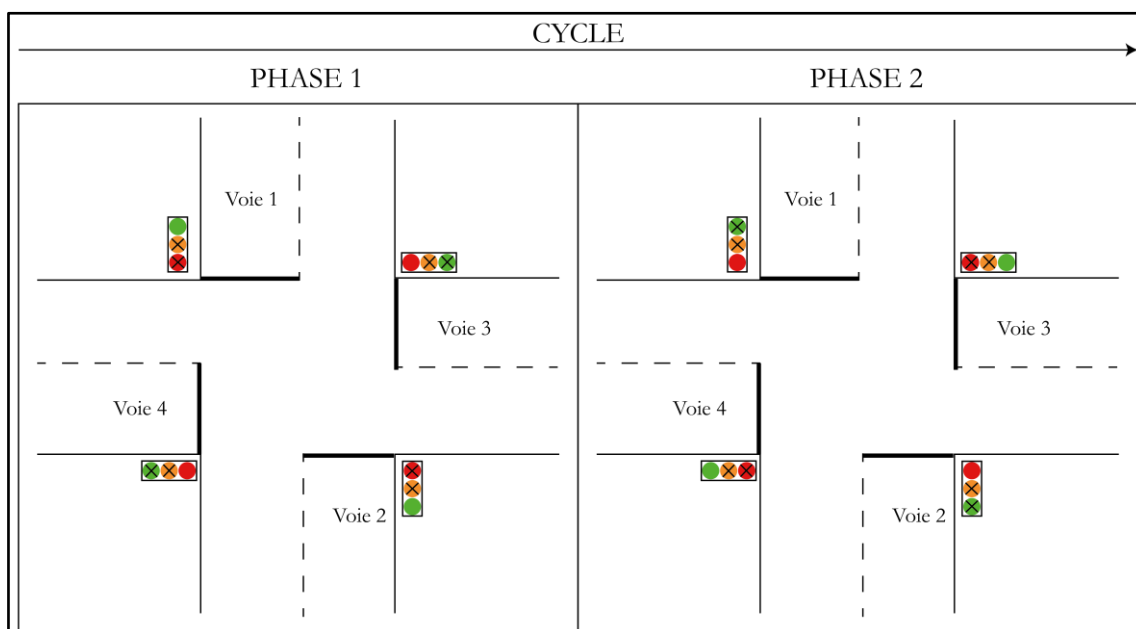 CYCLE
PHASE 1
PHASE 2
Voie 1
Voie 3
Voie 4
Voie 2
Voie 1
Voie 3
Voie 4
Voie 2